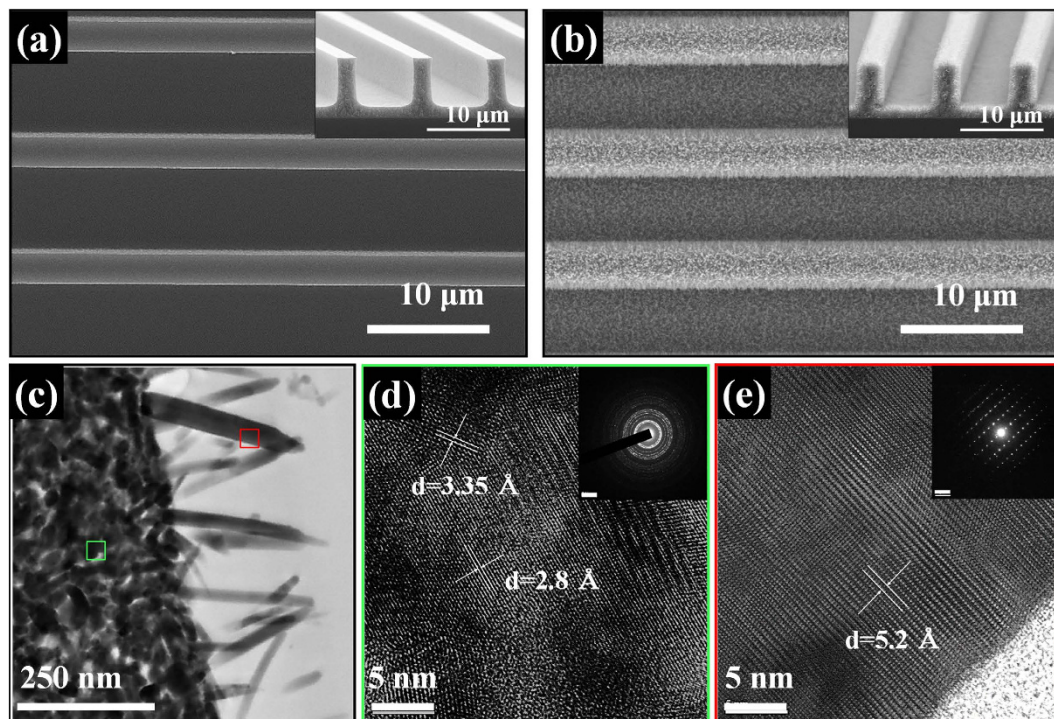 (a)
10 μm
10 μm
(b)
10 μm
10 μm
(c)
250 nm
(d)
d=3.35 Å
d=2.8 Å
5 nm
(e)
d=5.2 Å
5 nm